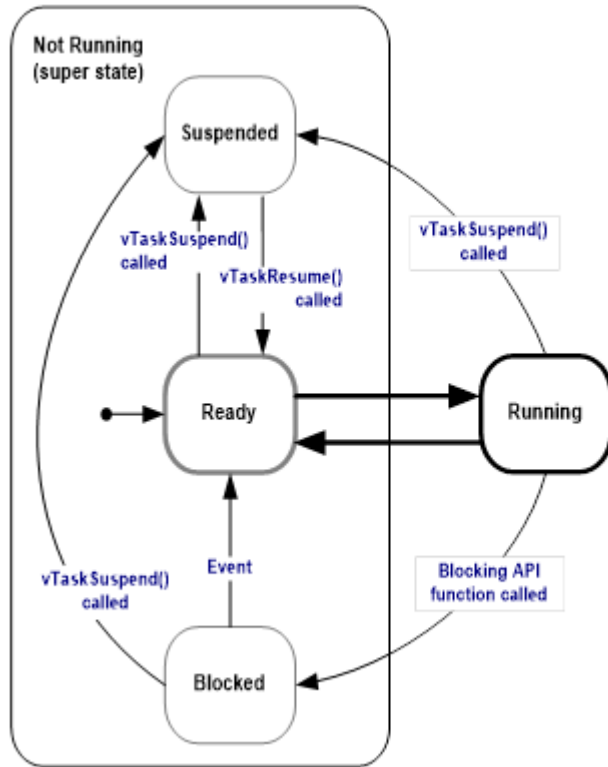 Not Running
(super state)
Suspended
vTaskSuspend()
called
vTaskResume()
called
vTaskSuspend()
called
Ready
Running
Event
vTaskSuspend()
called
Blocking API
function called
Blocked